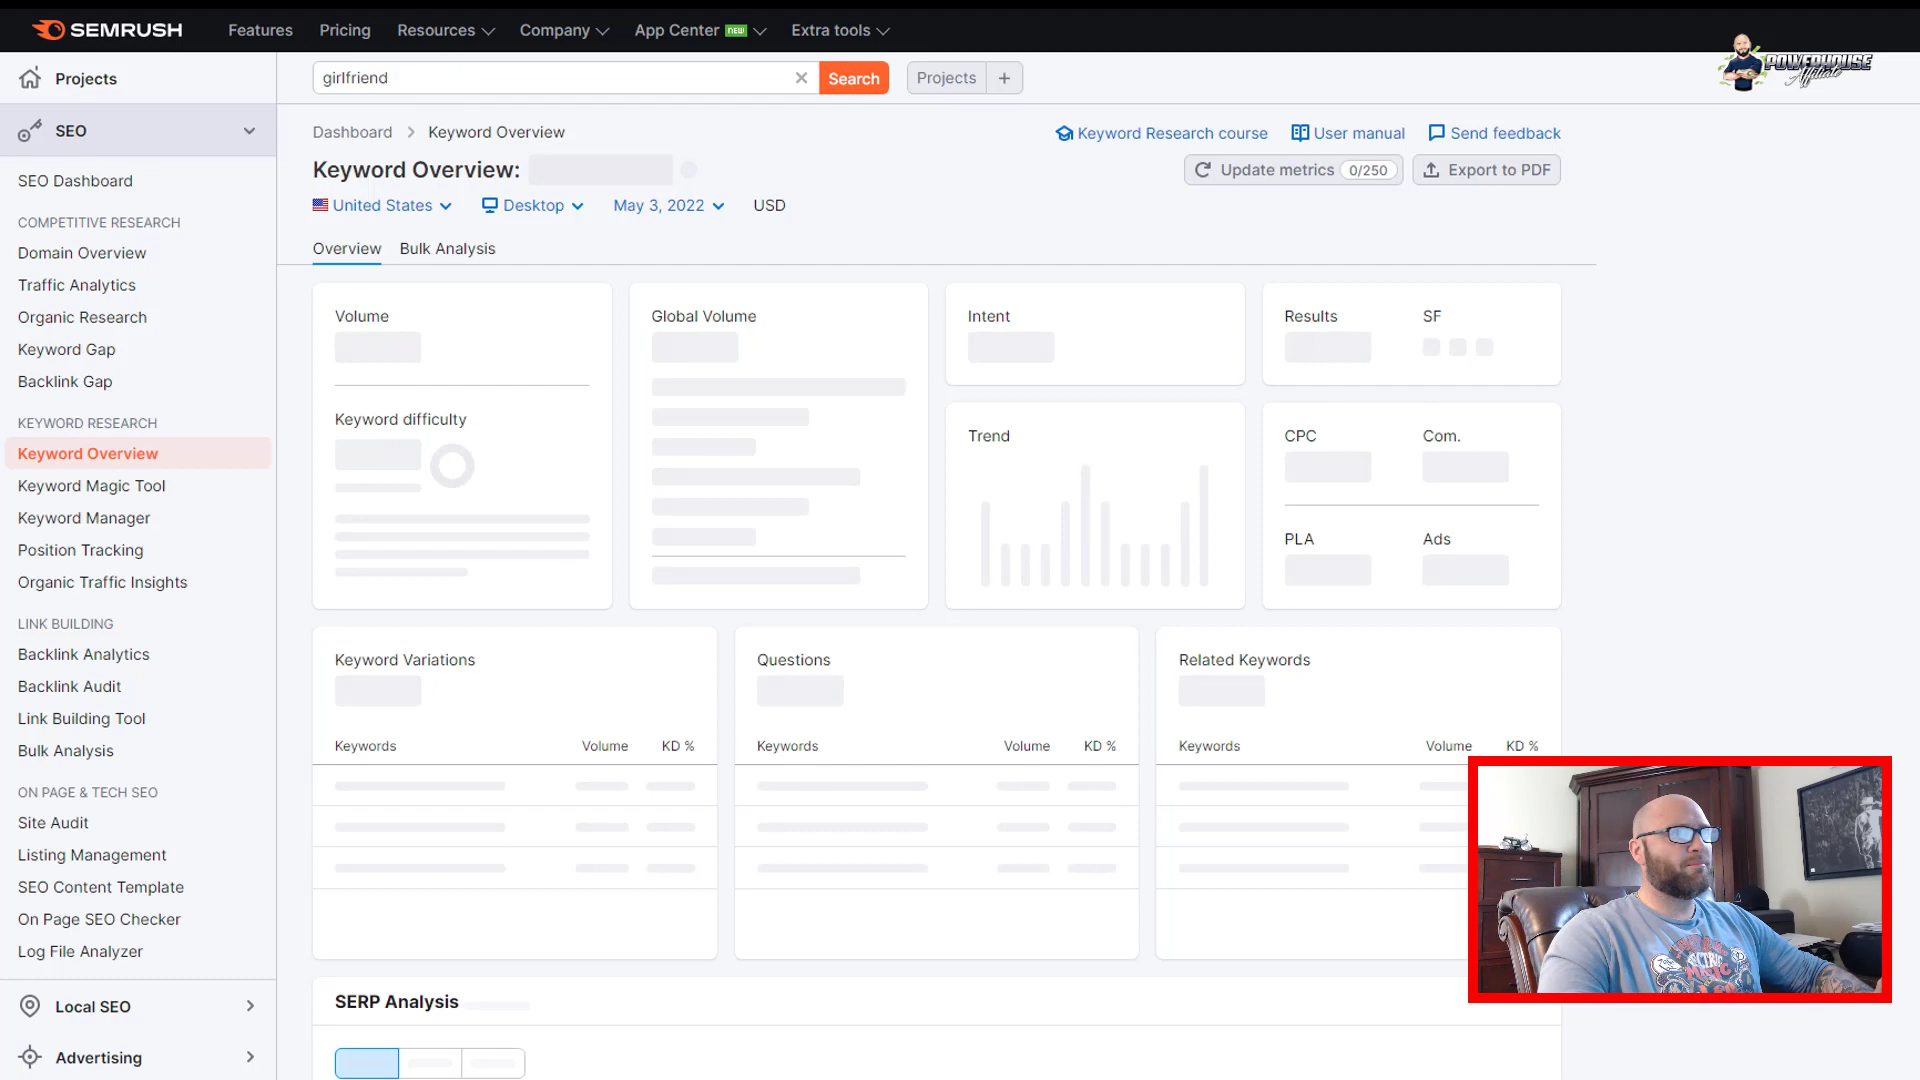 SEMRUSH
Features
Pricing
Resources
Company
App Center
NEW
Extra tools
POWERHOUSE
Affiliate
Projects
girlfriend
Search
Projects
+
SEO
Dashboard
Keyword Overview
Keyword Research course
User manual
Send feedback
Keyword Overview:
Update metrics
0/250
Export to PDF
United States
Desktop
May 3, 2022
USD
Overview
Bulk Analysis
SEO Dashboard
COMPETITIVE RESEARCH
Domain Overview
Traffic Analytics
Organic Research
Keyword Gap
Backlink Gap
KEYWORD RESEARCH
Keyword Overview
Keyword Magic Tool
Keyword Manager
Position Tracking
Organic Traffic Insights
LINK BUILDING
Backlink Analytics
Backlink Audit
Link Building Tool
Bulk Analysis
ON PAGE & TECH SEO
Site Audit
Listing Management
SEO Content Template
On Page SEO Checker
Log File Analyzer
Local SEO
Advertising
Volume
Keyword difficulty
Global Volume
Intent
Results
SF
Trend
CPC
Com.
PLA
Ads
Keyword Variations
Keywords
Volume
KD %
Questions
Keywords
Volume
KD %
Related Keywords
Keywords
Volume
KD %
SERP Analysis